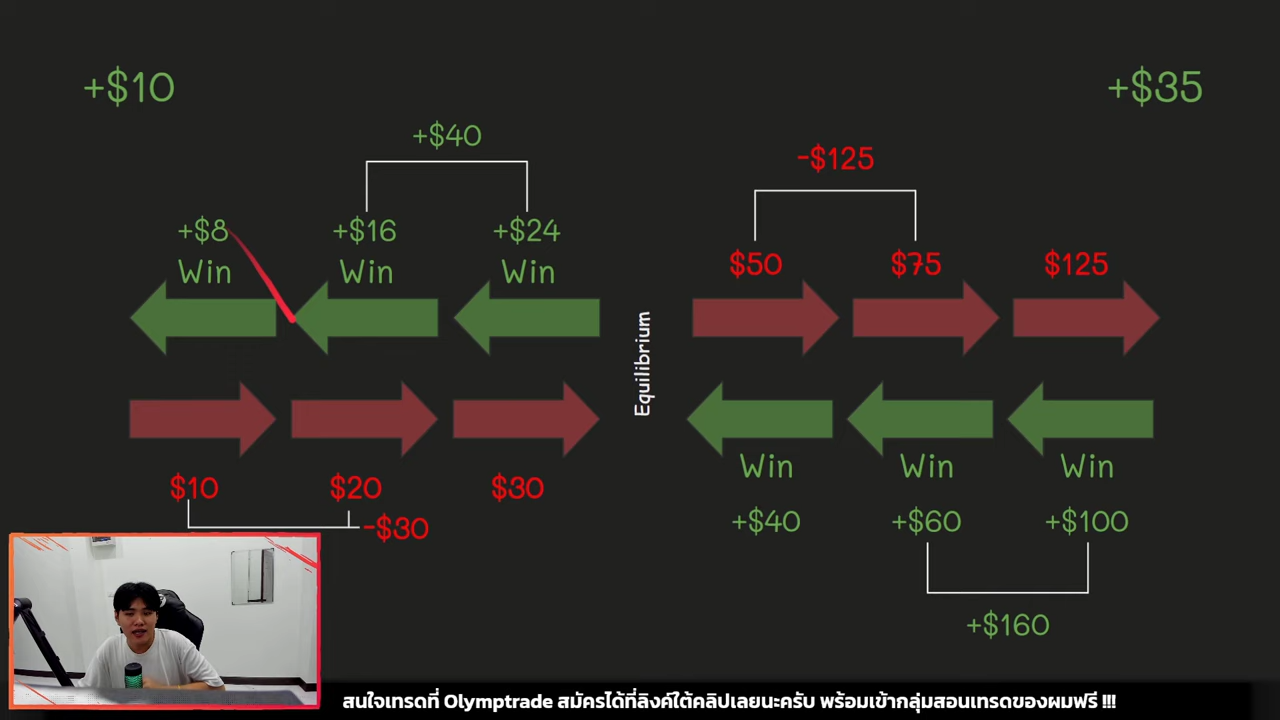 +$10
+$35
+$40
-$125
+$8
+$16
+$24
Win
Win
Win
$50
$75
$125
Equilibrium
$10
$20
$30
-$30
Win
Win
Win
+$40
+$60
+$100
+$160
สนใจเทรดที่ Olymptrade สมัครได้ที่ลิงค์ใต้คลิปเลยนะครับ พร้อมเข้ากลุ่มสอนเทรดของผมฟรี !!!